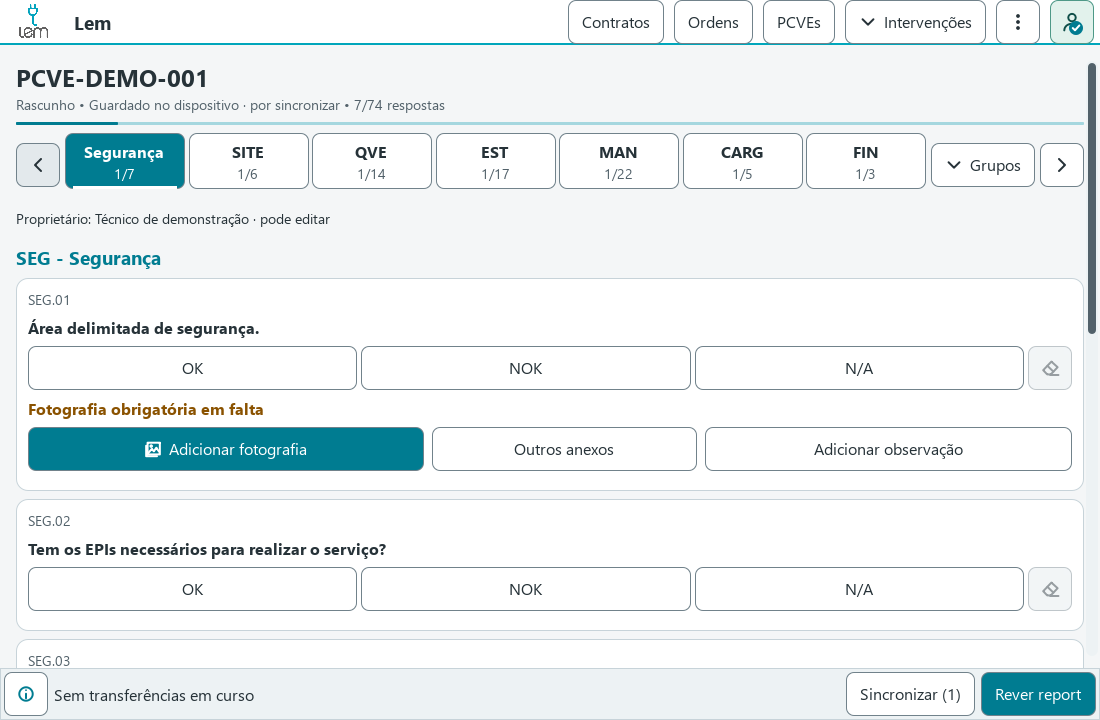 Lem
Lem
Contratos
Ordens
PCVEs
Intervenções
PCVE-DEMO-001
Rascunho • Guardado no dispositivo · por sincronizar • 7/74 respostas
Segurança
1/7
SITE
1/6
QVE
1/14
EST
1/17
MAN
1/22
CARG
1/5
FIN
1/3
Grupos
Proprietário: Técnico de demonstração · pode editar
SEG - Segurança
SEG.01
Área delimitada de segurança.
OK
NOK
N/A
Fotografia obrigatória em falta
Adicionar fotografia
Outros anexos
Adicionar observação
SEG.02
Tem os EPIs necessários para realizar o serviço?
OK
NOK
N/A
SEG.03
Sem transferências em curso
Sincronizar (1)
Rever report